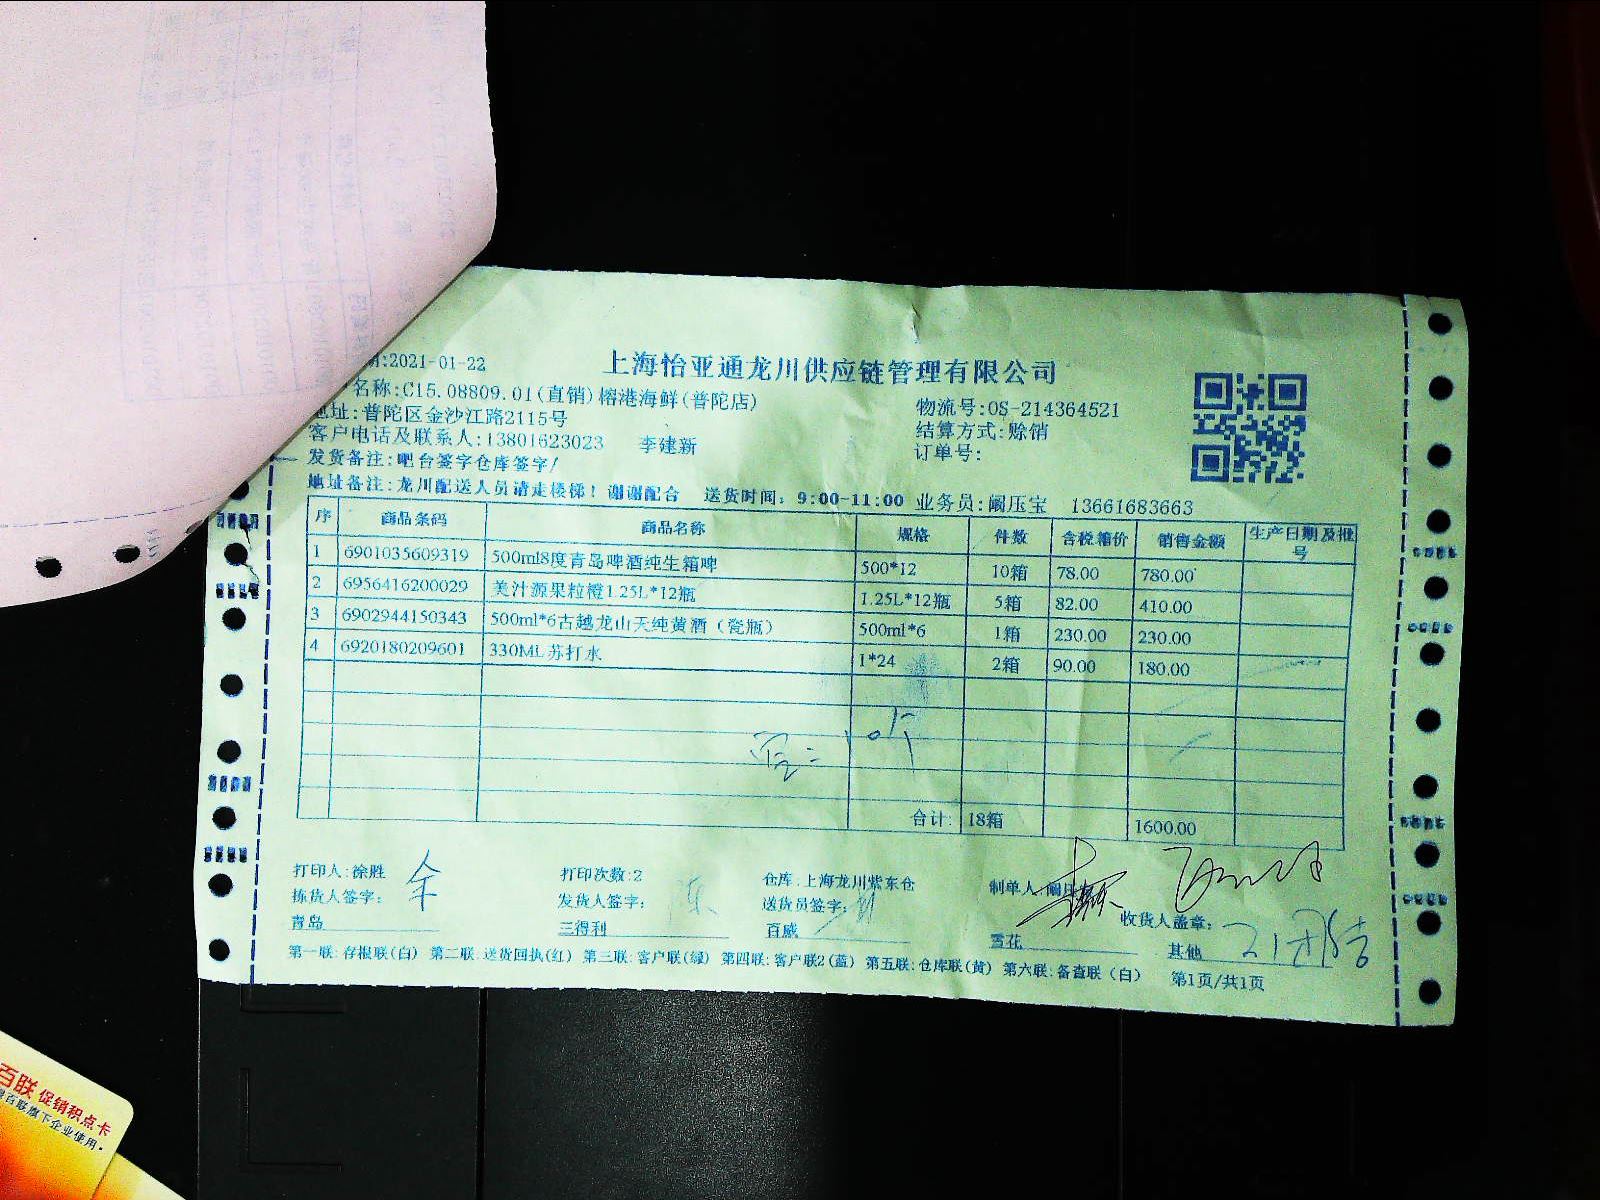 :2021-01-22
上海怡亚通龙川供应链管理有限公司
名称:C15.08809.01(直销)榕港海鲜(普陀店)
物流号:OS-214364521
地址:普陀区金沙江路2115号
结算方式:赊销
客户电话及联系人:13801623023 李建新
订单号:
发货备注:吧台签字仓库签字/
地址备注:龙川配送人员请走楼梯!谢谢配合 送货时间:9:00-11:00 业务员:阚压宝 13661683663
序 商品条码 商品名称 规格 件数 含税箱价 销售金额 生产日期及批号
1 6901035609319 500ml8度青岛啤酒纯生箱啤 500*12 10箱 78.00 780.00
2 6956416200029 美汁源果粒橙1.25L*12瓶 1.25L*12瓶 5箱 82.00 410.00
3 6902944150343 500ml*6古越龙山天纯黄酒(瓷瓶) 500ml*6 1箱 230.00 230.00
4 6920180209601 330ML苏打水 1*24 2箱 90.00 180.00
合计: 18箱 1600.00
打印人:徐胜 打印次数:2 仓库:上海龙川紫东仓 制单人
拣货人签字: 发货人签字: 送货员签字: 收货人盖章:
青岛 三得利 百威 雪花 其他
第一联:存根联(白) 第二联:送货回执(红) 第三联:客户联(绿) 第四联:客户联2(蓝) 第五联:仓库联(黄) 第六联:备查联(白) 第1页/共1页
百联 促销积点卡
百联旗下企业使用